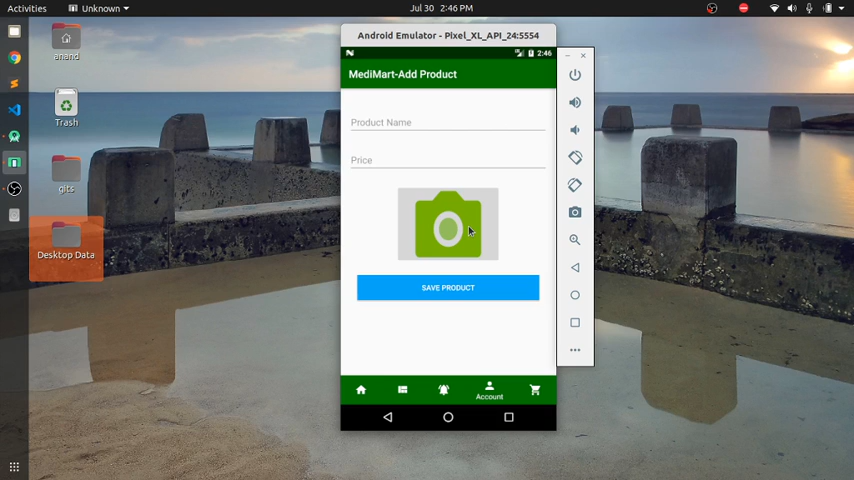 Activities
Unknown
Jul 30 2:46 PM
anand
Trash
gits
Desktop Data
Android Emulator - Pixel_XL_API_24:5554
2:46
MediMart-Add Product
Product Name
Price
SAVE PRODUCT
Account